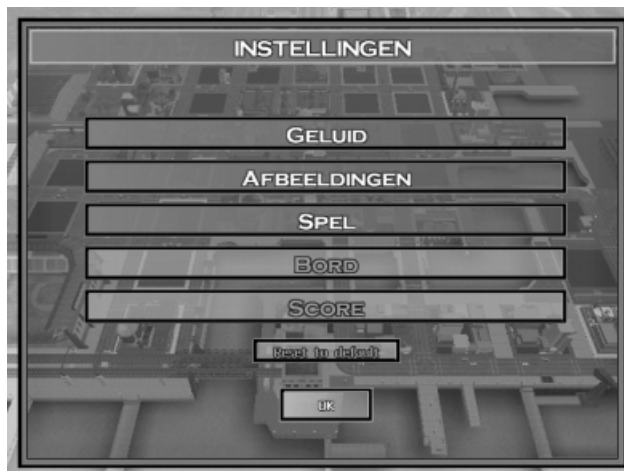 INSTELLINGEN
GELUID
AFBEELDINGEN
SPEL
BORD
SCORE
Reset to default
OK